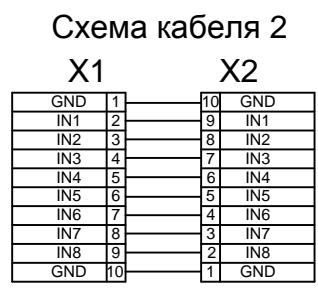 Схема кабеля 2
X1 X2
GND 1 10 GND
IN1 2 9 IN1
IN2 3 8 IN2
IN3 4 7 IN3
IN4 5 6 IN4
IN5 6 5 IN5
IN6 7 4 IN6
IN7 8 3 IN7
IN8 9 2 IN8
GND 10 1 GND